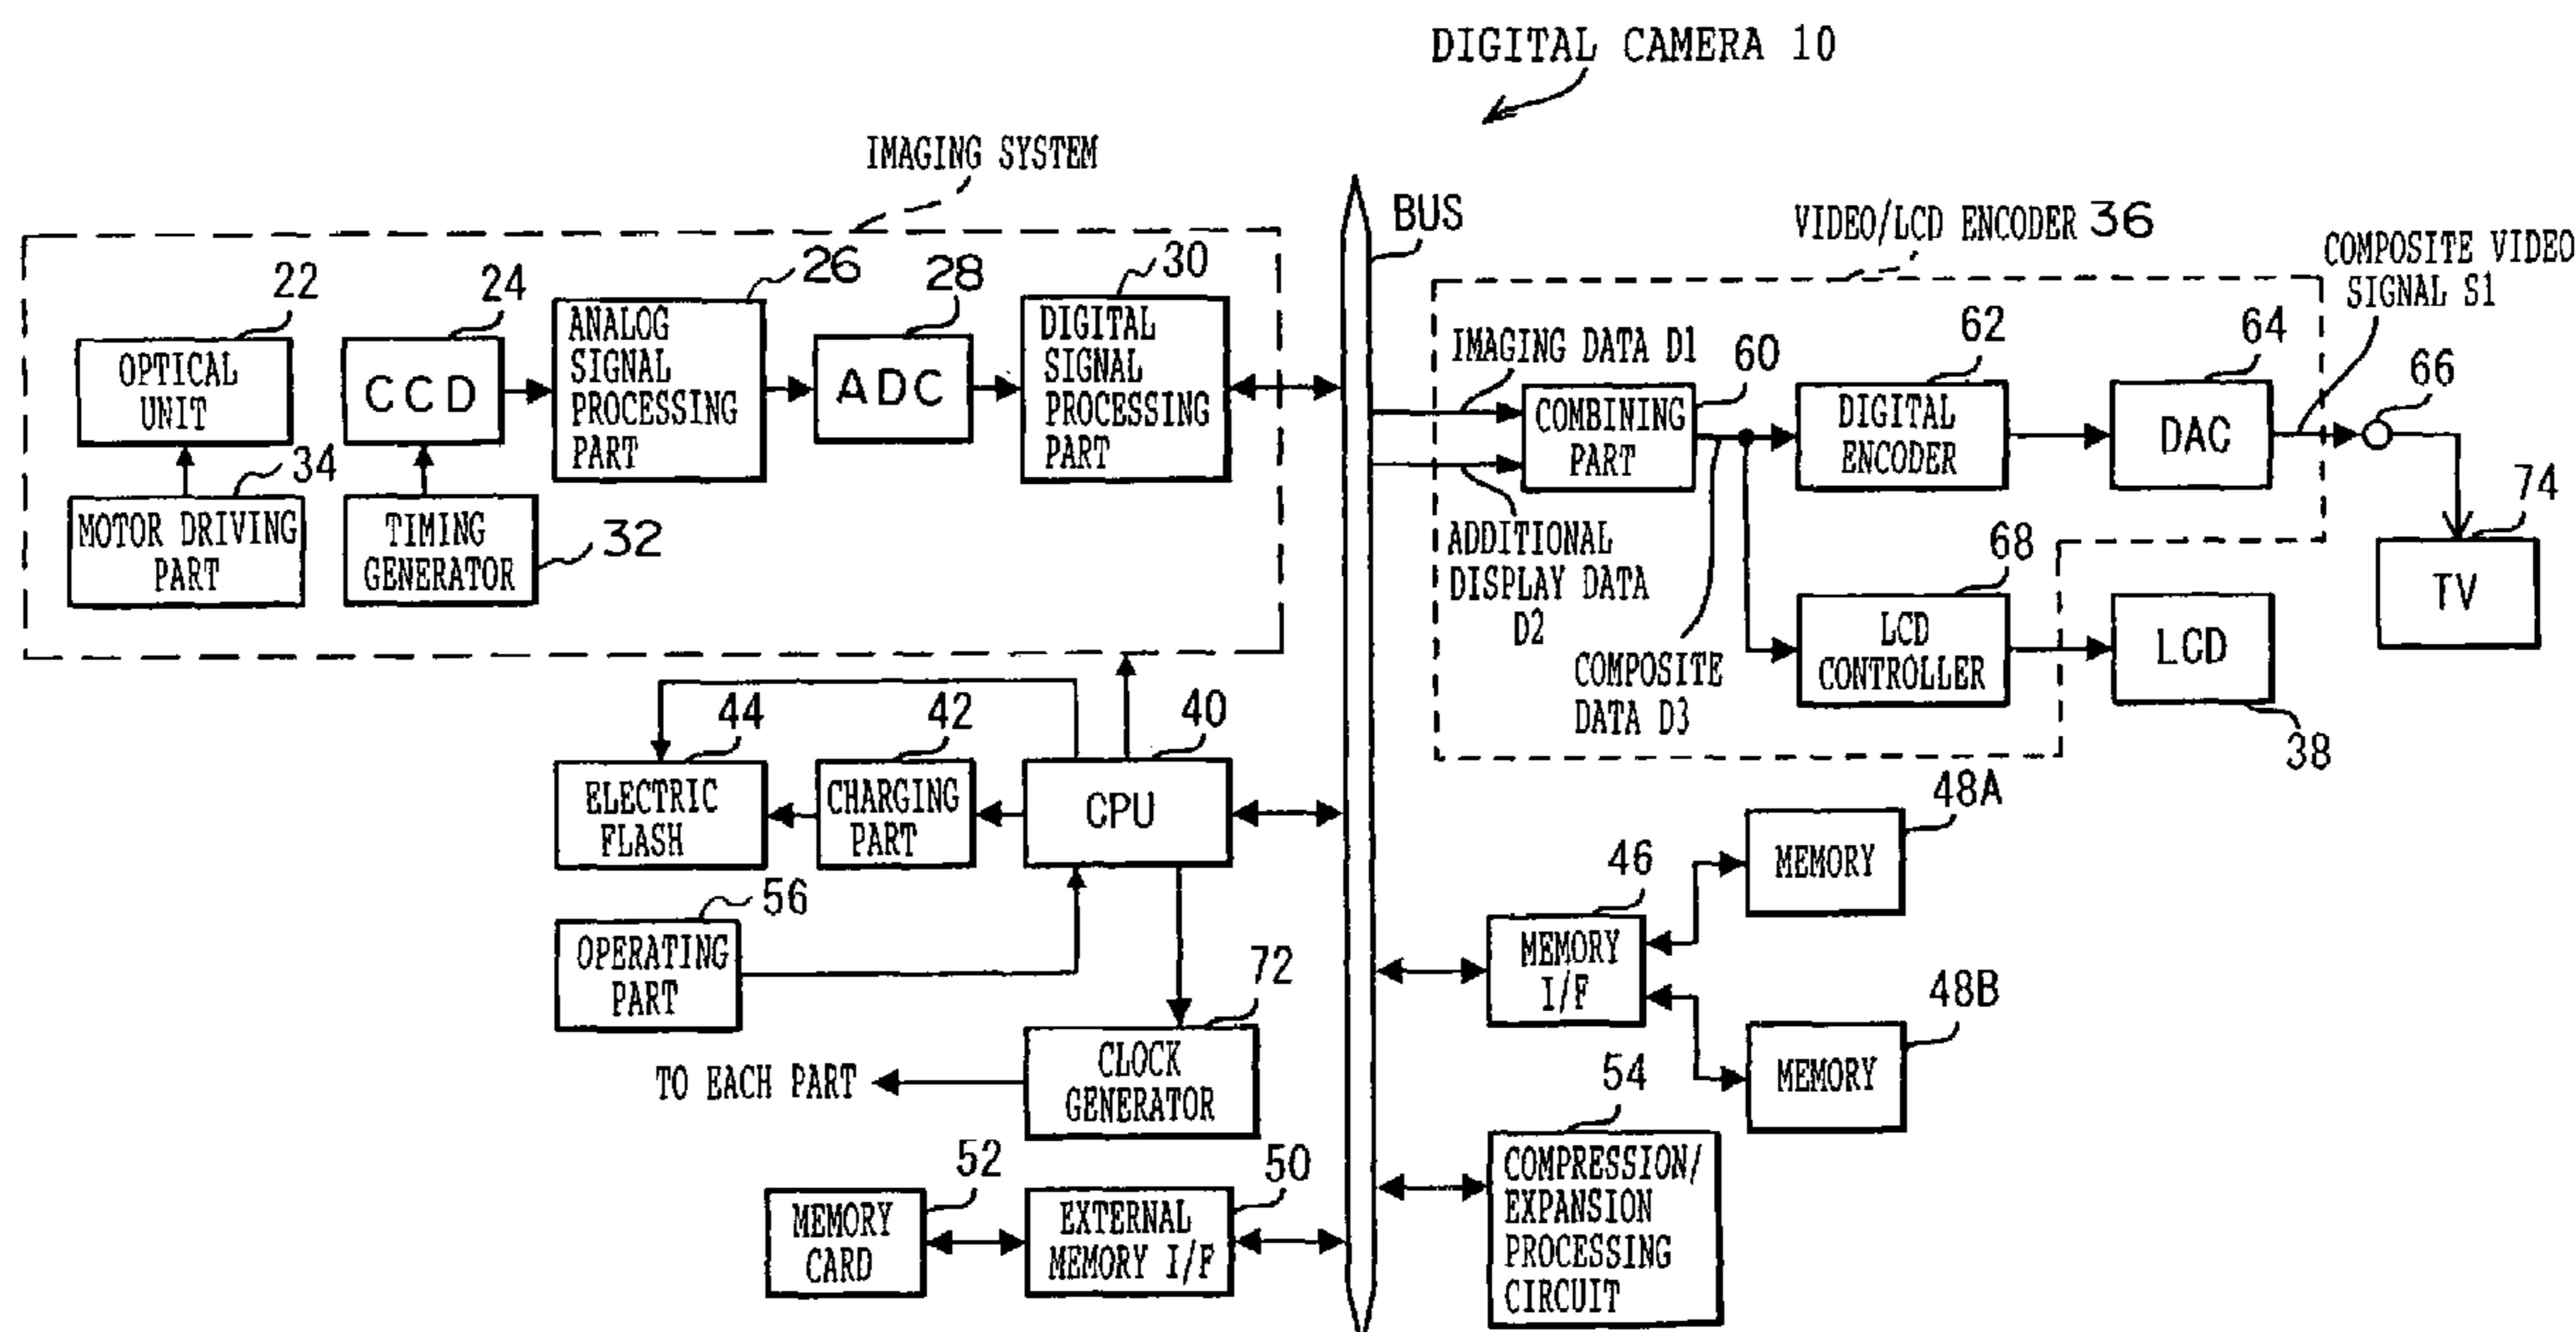 DIGITAL CAMERA 10
IMAGING SYSTEM
BUS
VIDEO/LCD ENCODER 36
COMPOSITE VIDEO
SIGNAL S1
22
24
26
28
30
OPTICAL
UNIT
CCD
ANALOG
SIGNAL
PROCESSING
PART
ADC
DIGITAL
SIGNAL
PROCESSING
PART
34
MOTOR DRIVING
PART
TIMING
GENERATOR
32
IMAGING DATA D1
60
62
64
66
COMBINING
PART
DIGITAL
ENCODER
DAC
74
TV
ADDITIONAL
DISPLAY DATA
D2
COMPOSITE
DATA D3
68
LCD
CONTROLLER
LCD
38
44
42
40
ELECTRIC
FLASH
CHARGING
PART
CPU
56
OPERATING
PART
72
TO EACH PART
CLOCK
GENERATOR
52
50
MEMORY
CARD
EXTERNAL
MEMORY I/F
48A
MEMORY
46
MEMORY
I/F
48B
MEMORY
54
COMPRESSION/
EXPANSION
PROCESSING
CIRCUIT